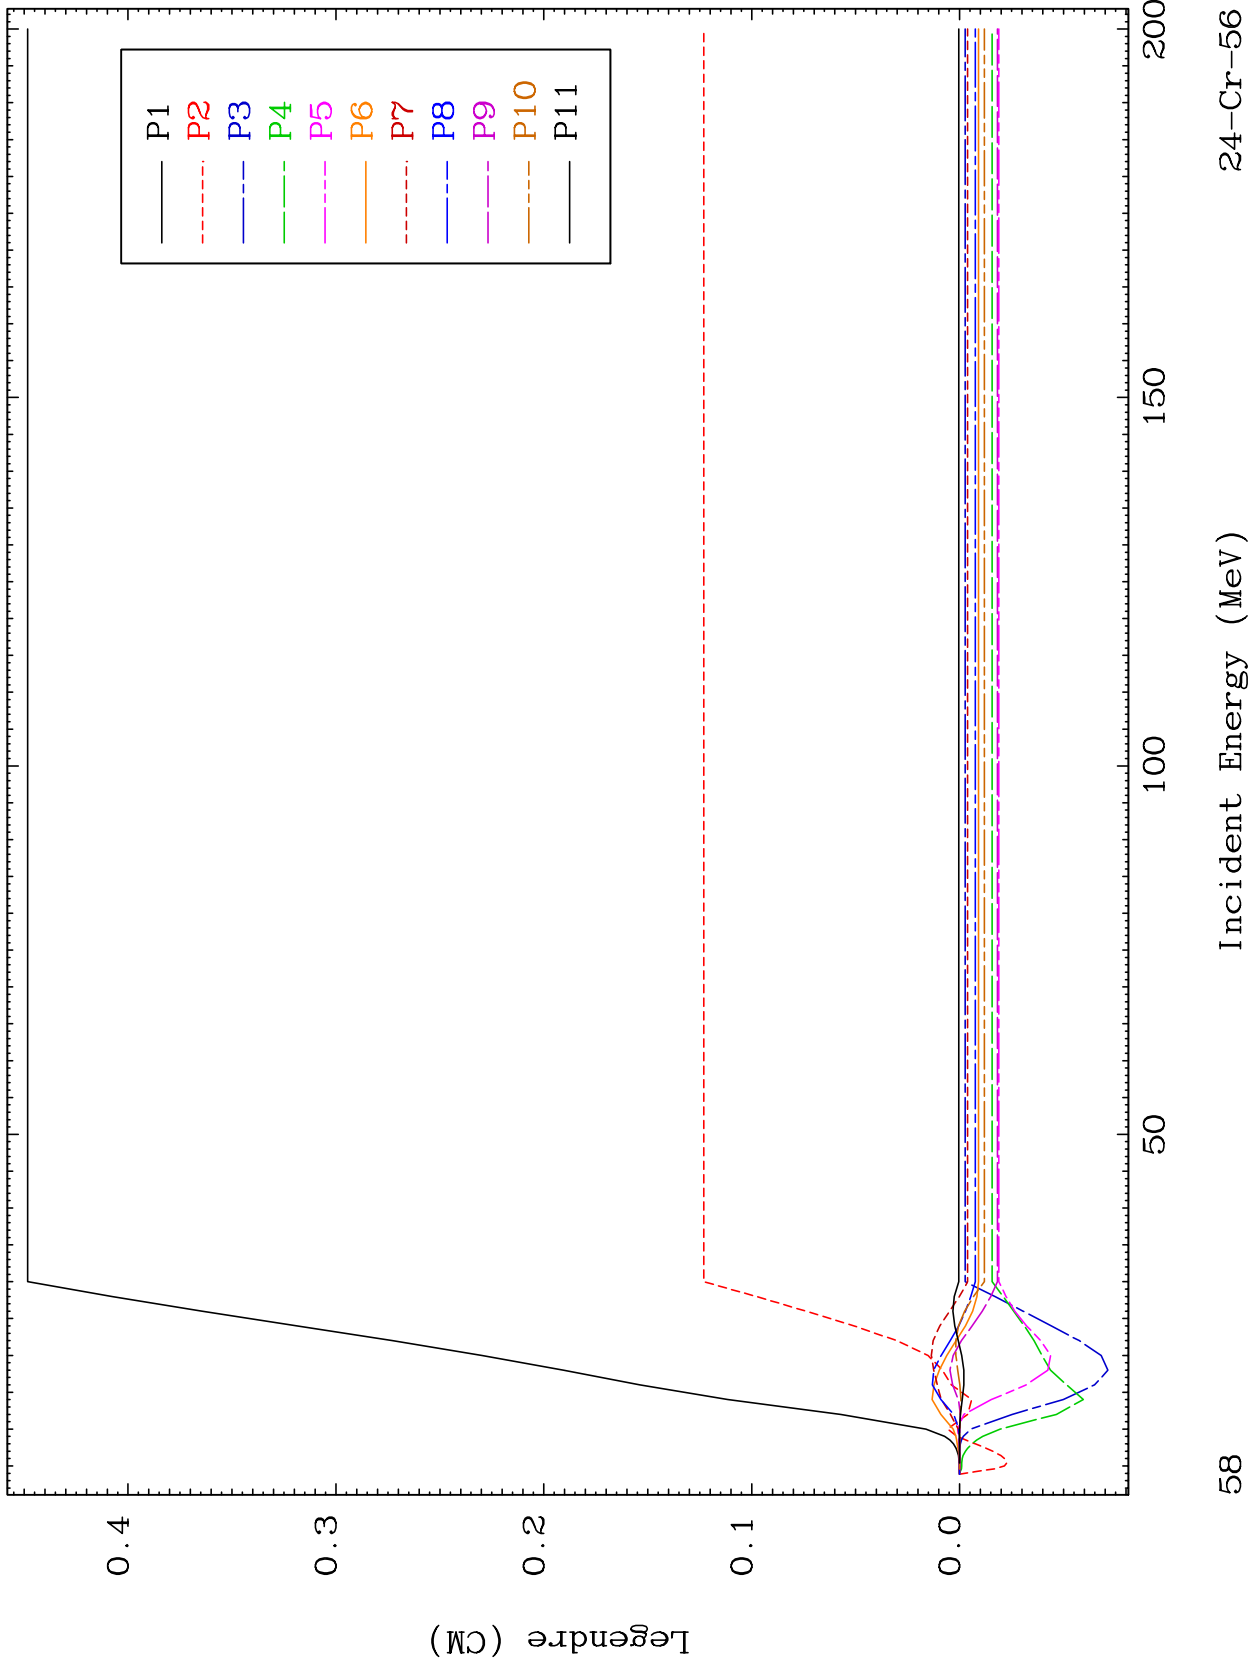 P1
P2
P3
P4
P5
P6
P7
P8
P9
P10
P11
0.4
0.3
0.2
0.1
0.0
Legendre (CM)
50
100
150
200
Incident Energy (MeV)
58
24-Cr-56